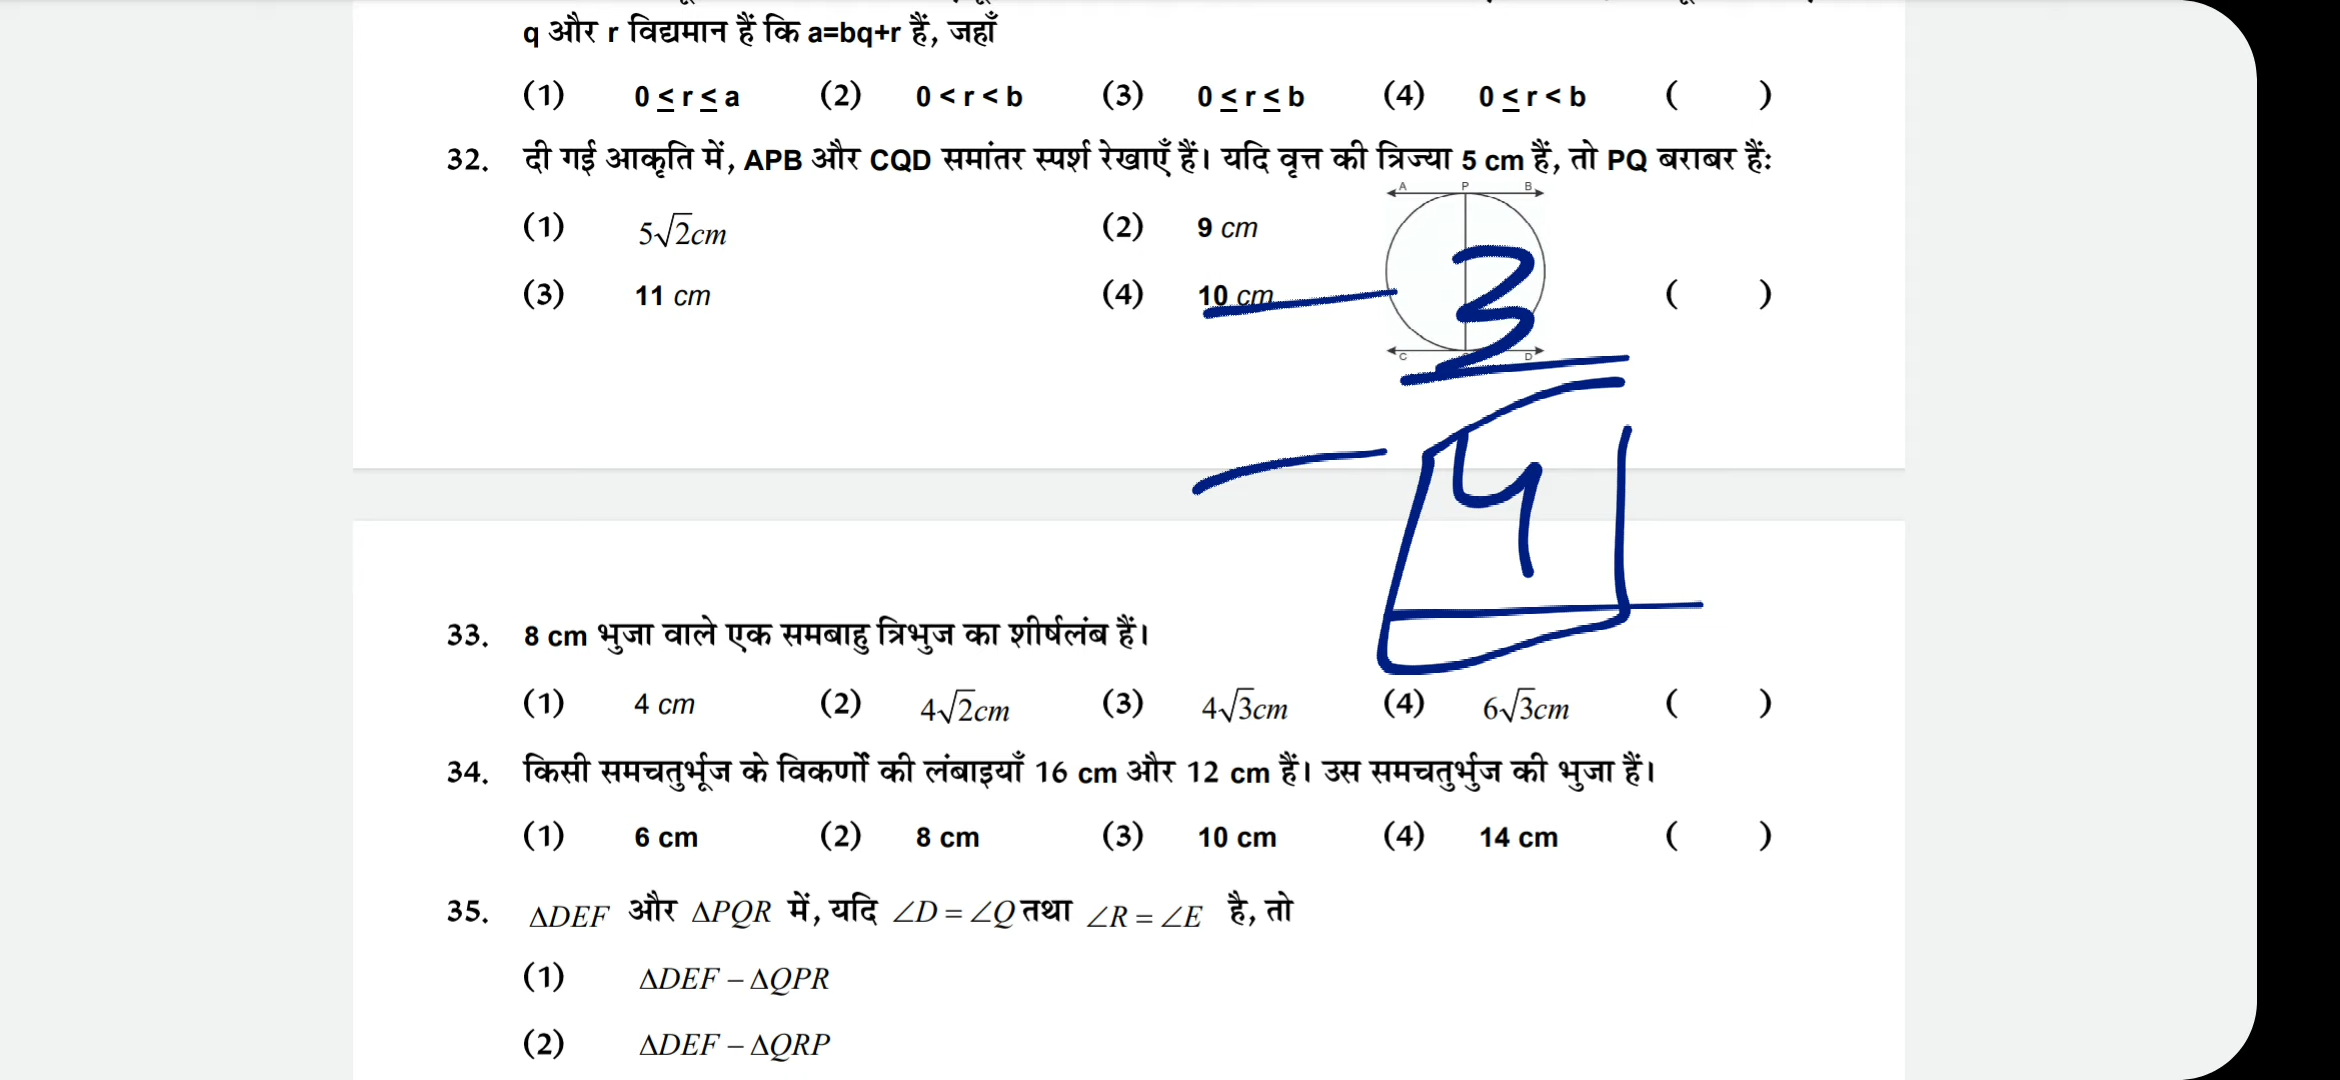 q और r विद्यमान हैं कि a=bq+r हैं, जहाँ
(1) 0 ≤ r ≤ a (2) 0 < r < b (3) 0 ≤ r ≤ b (4) 0 ≤ r < b ( )
32. दी गई आकृति में, APB और CQD समांतर स्पर्श रेखाएँ हैं। यदि वृत्त की त्रिज्या 5 cm हैं, तो PQ बराबर हैं:
A P B
(1) 5√2cm (2) 9 cm
(3) 11 cm (4) 10 cm ( )
3
C D
4
33. 8 cm भुजा वाले एक समबाहु त्रिभुज का शीर्षलंब हैं।
(1) 4 cm (2) 4√2cm (3) 4√3cm (4) 6√3cm ( )
34. किसी समचतुर्भूज के विकर्णों की लंबाइयाँ 16 cm और 12 cm हैं। उस समचतुर्भुज की भुजा हैं।
(1) 6 cm (2) 8 cm (3) 10 cm (4) 14 cm ( )
35. ΔDEF और ΔPQR में, यदि ∠D = ∠Q तथा ∠R = ∠E है, तो
(1) ΔDEF – ΔQPR
(2) ΔDEF – ΔQRP